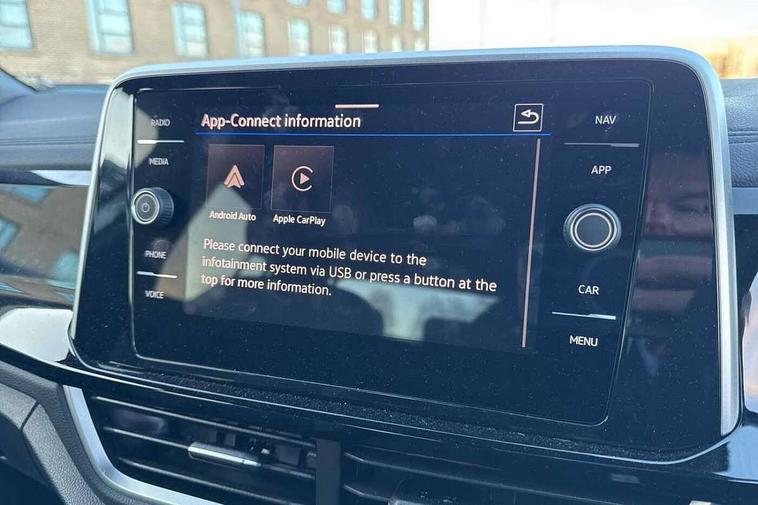 RADIO
App-Connect information
NAV
MEDIA
APP
Android Auto
Apple CarPlay
Please connect your mobile device to the
infotainment system via USB or press a button at the
top for more information.
PHONE
VOICE
CAR
MENU